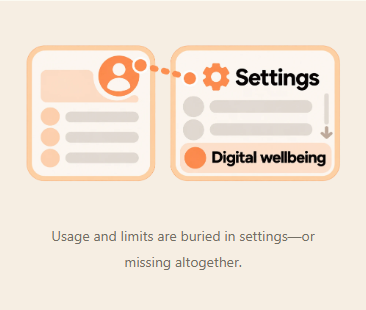 Settings
Digital wellbeing
Usage and limits are buried in settings—or
missing altogether.